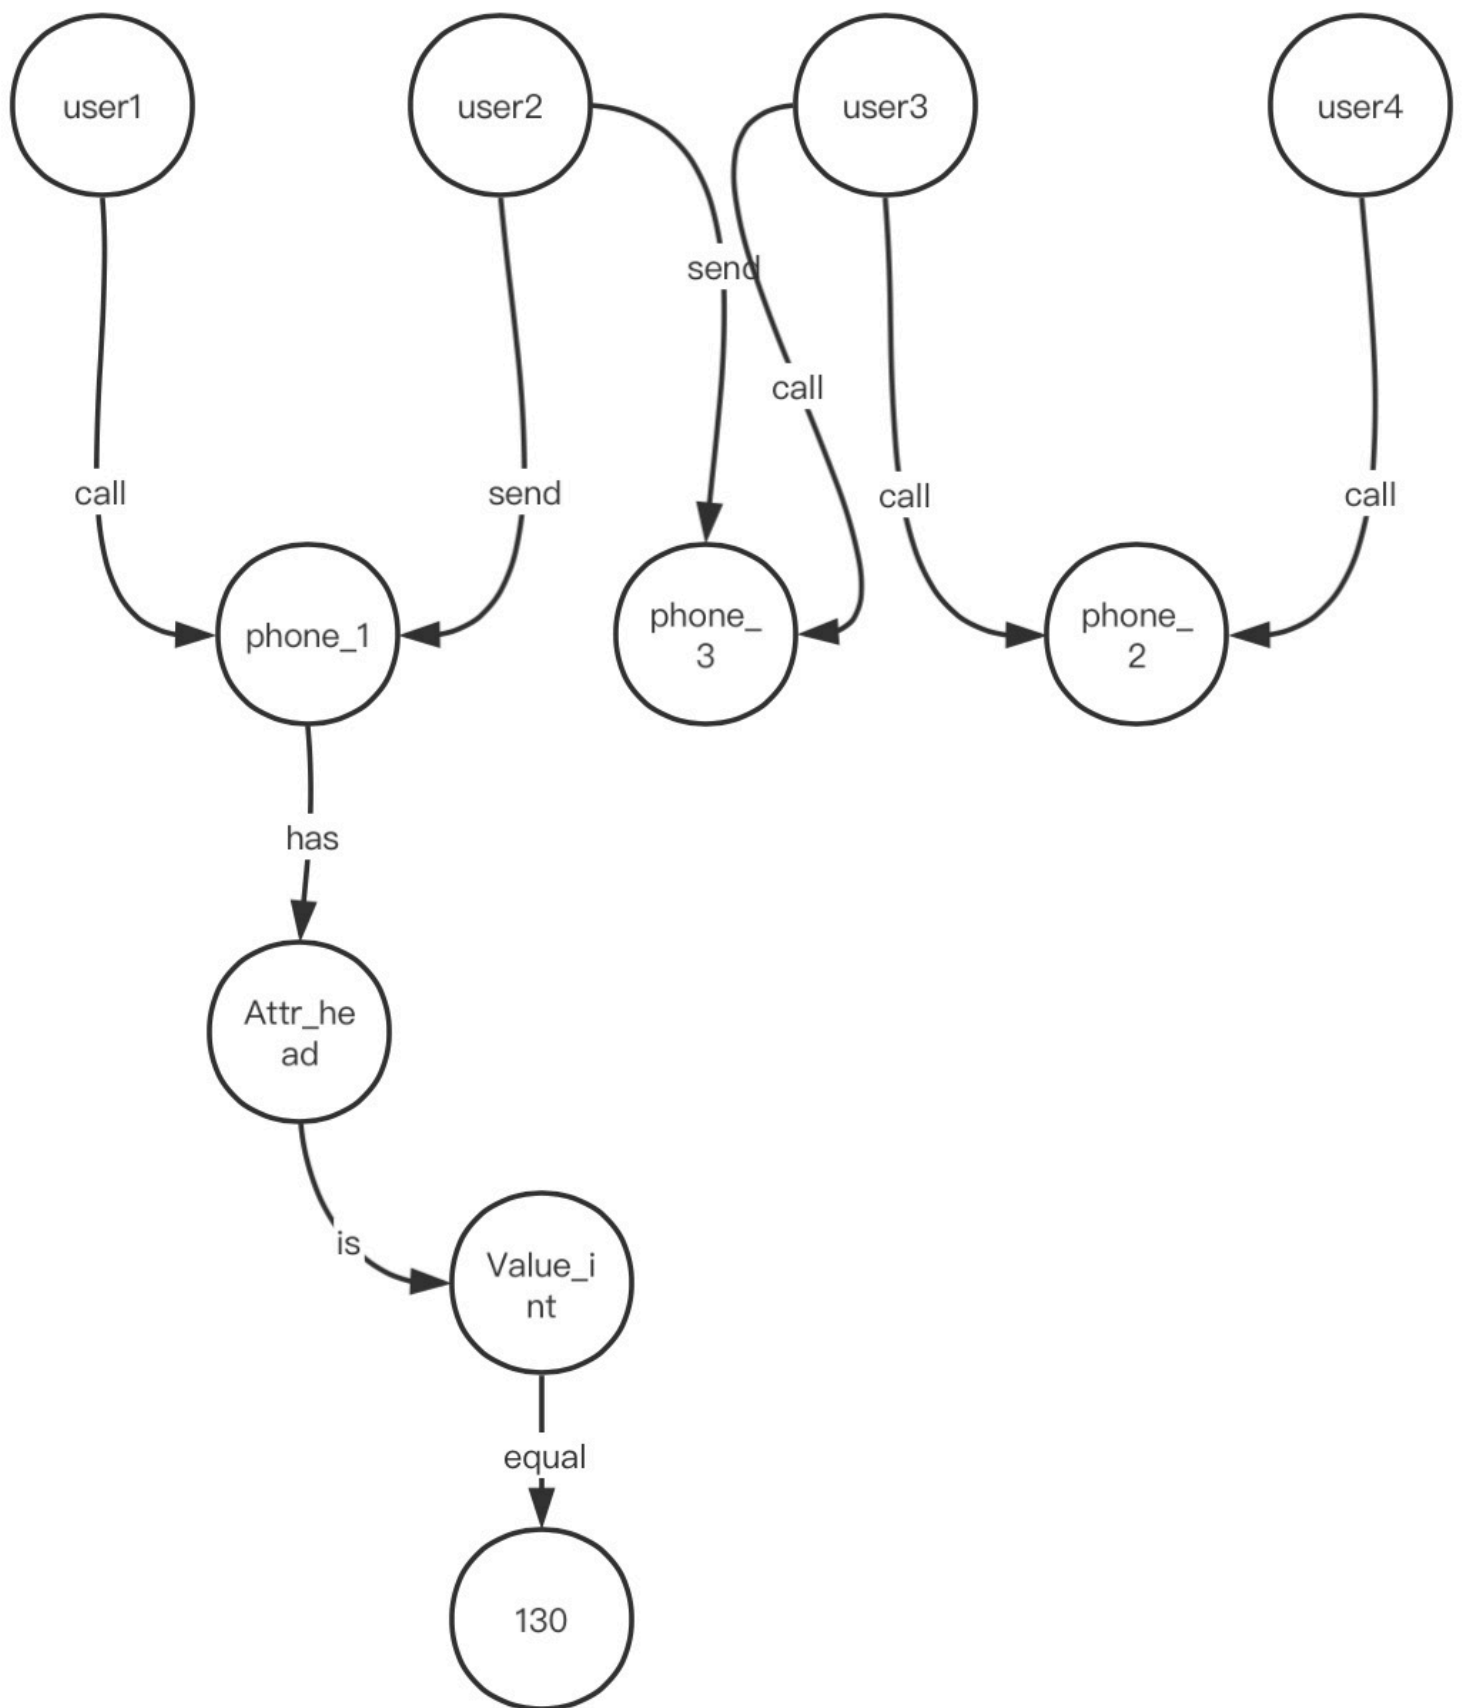 user1
user2
user3
user4
send
call
call
send
call
call
phone_1
phone_
3
phone_
2
has
Attr_he
ad
is
Value_i
nt
equal
130